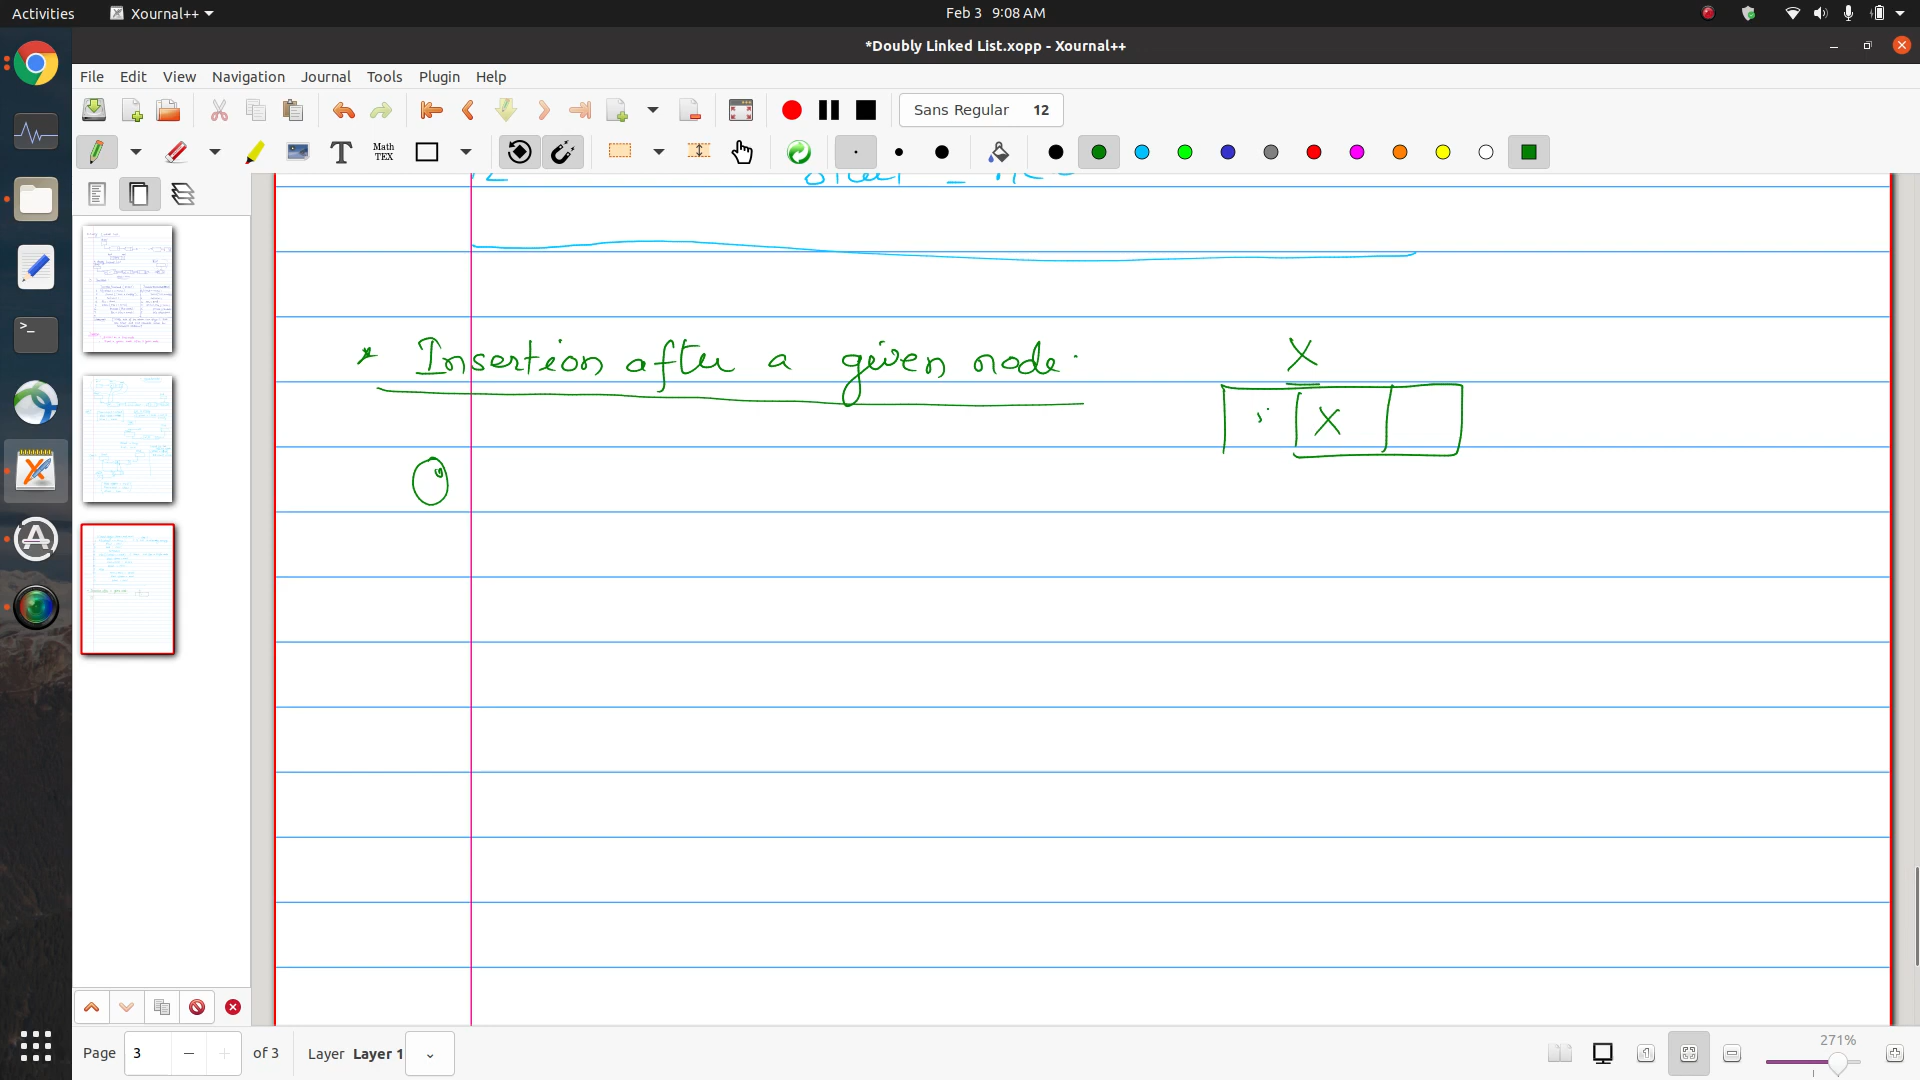 Activities Xournal++ Feb 3 9:08 AM
*Doubly Linked List.xopp - Xournal++
File Edit View Navigation Journal Tools Plugin Help
Sans Regular 12
T Math TEX
* Insertion after a given node. X
X
Page 3 of 3 Layer Layer 1 271%